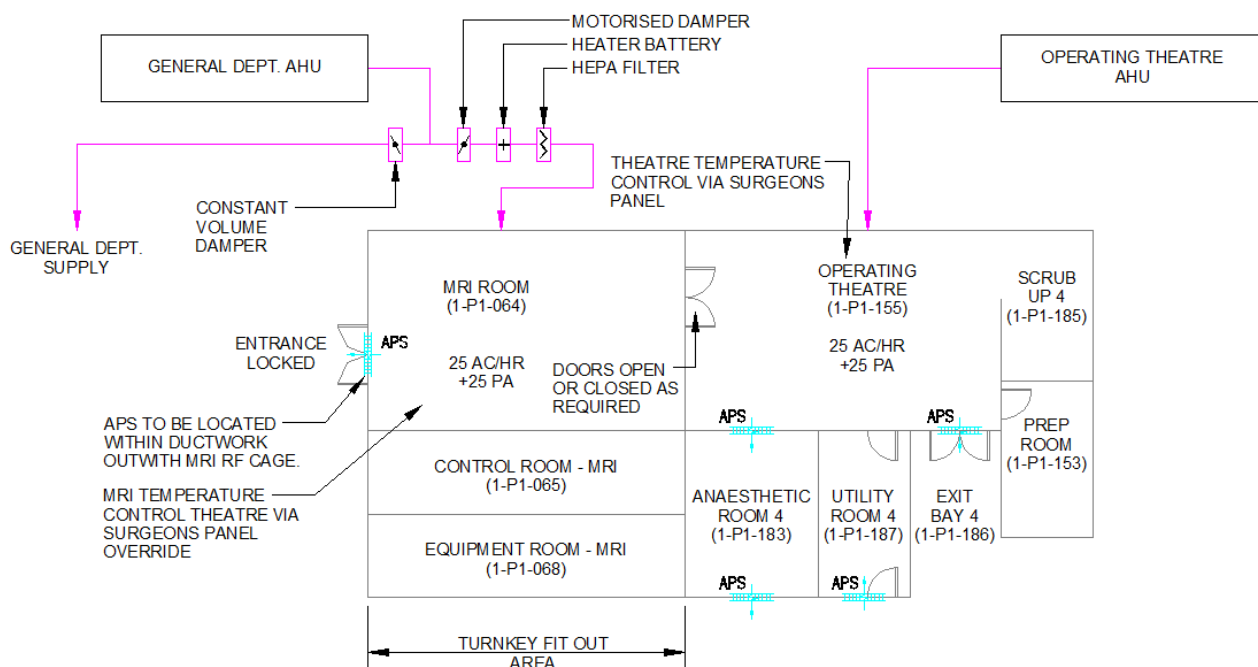 MOTORISED DAMPER
HEATER BATTERY
HEPA FILTER
GENERAL DEPT. AHU
OPERATING THEATRE
AHU
THEATRE TEMPERATURE
CONTROL VIA SURGEONS
PANEL
CONSTANT
VOLUME
DAMPER
GENERAL DEPT.
SUPPLY
MRI ROOM
(1-P1-064)
25 AC/HR
+25 PA
OPERATING
THEATRE
(1-P1-155)
25 AC/HR
+25 PA
SCRUB
UP 4
(1-P1-185)
ENTRANCE
LOCKED
APS
DOORS OPEN
OR CLOSED AS
REQUIRED
APS TO BE LOCATED
WITHIN DUCTWORK
OUTWITH MRI RF CAGE.
APS
APS
PREP
ROOM
(1-P1-153)
MRI TEMPERATURE
CONTROL THEATRE VIA
SURGEONS PANEL
OVERRIDE
CONTROL ROOM - MRI
(1-P1-065)
ANAESTHETIC
ROOM 4
(1-P1-183)
UTILITY
ROOM 4
(1-P1-187)
EXIT
BAY 4
(1-P1-186)
EQUIPMENT ROOM - MRI
(1-P1-068)
APS
APS
TURNKEY FIT OUT
AREA